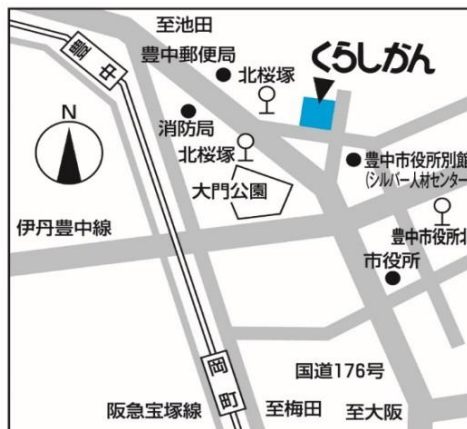 至池田
豊中
豊中郵便局
くらしかん
北桜塚
N
消防局
北桜塚
豊中市役所別館
(シルバー人材センター
大門公園
伊丹豊中線
豊中市役所北
市役所
国道176号
岡町
阪急宝塚線
至梅田
至大阪